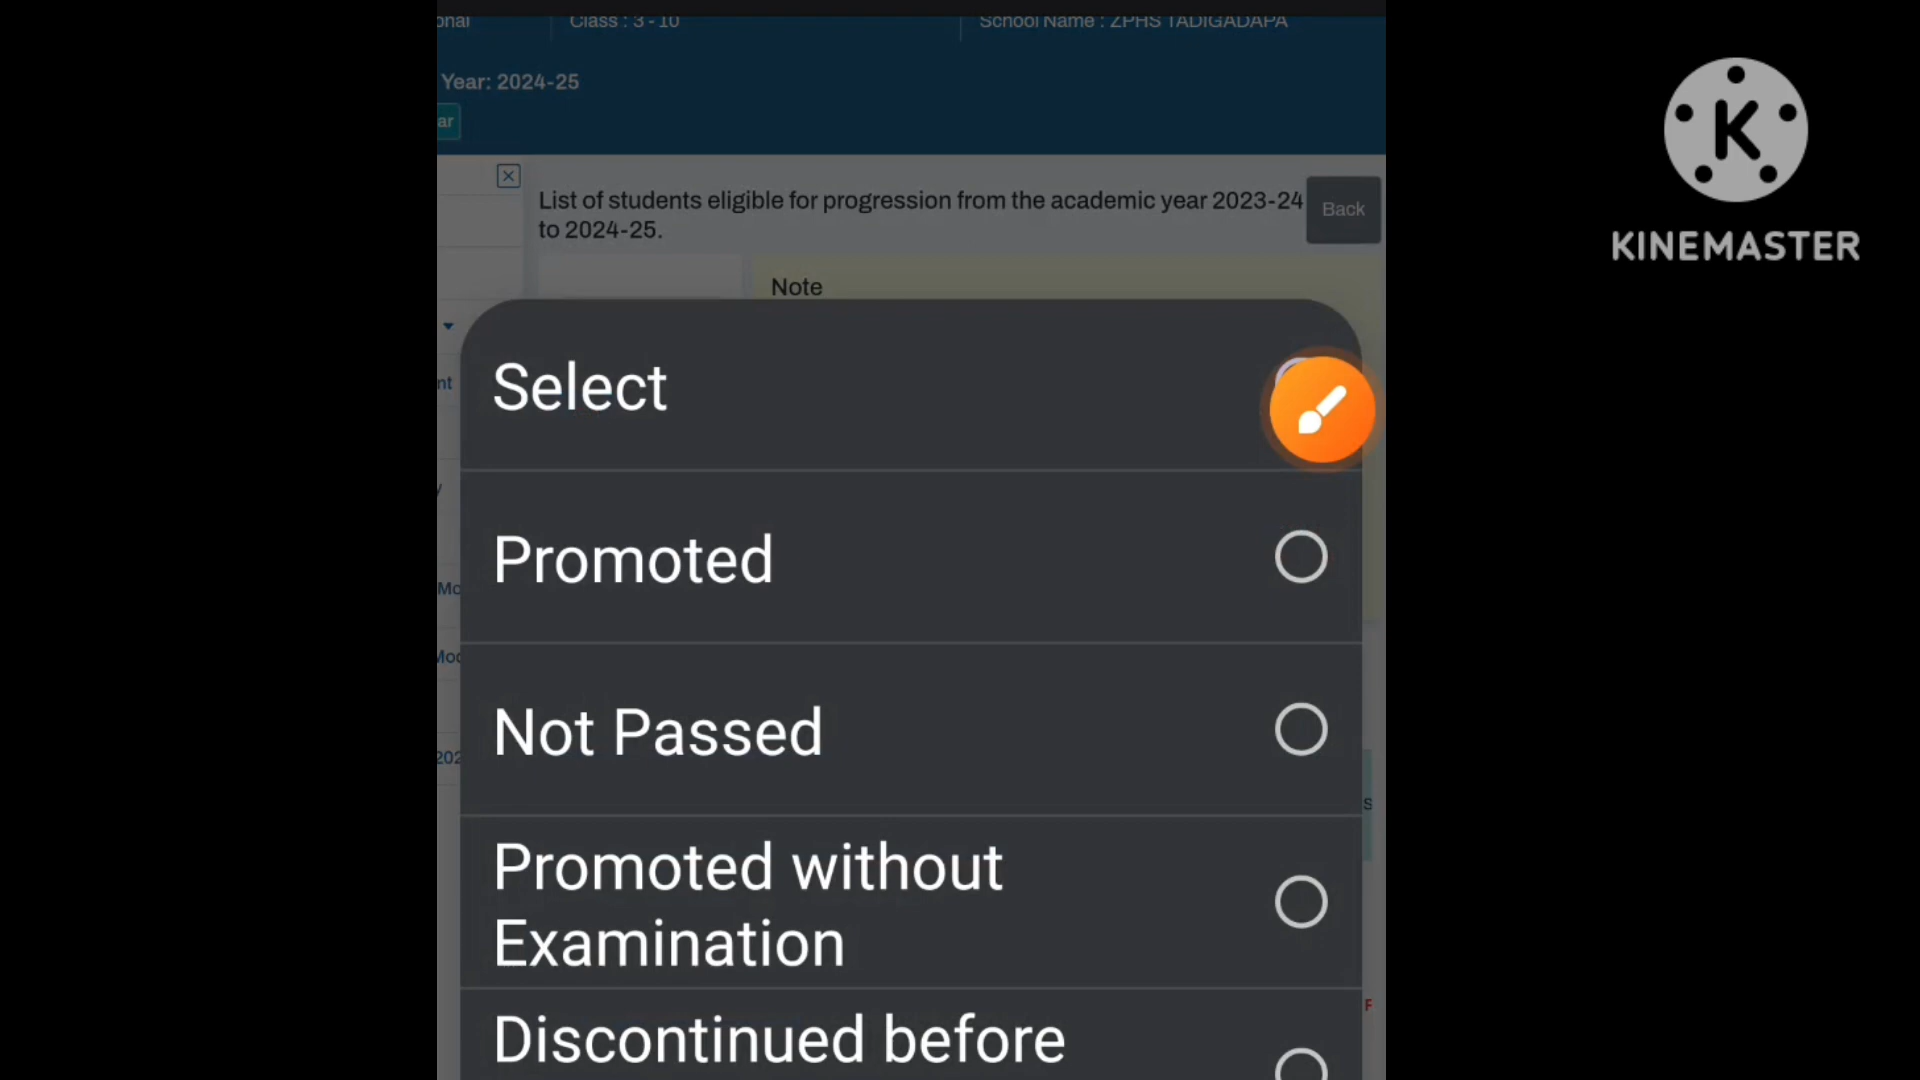 Class : 3 - 10
School Name : ZPHS TADIGADAPA
Year: 2024-25
List of students eligible for progression from the academic year 2023-24
to 2024-25.
Back
Note
Select
Promoted
Not Passed
Promoted without
Examination
Discontinued before
K
KINEMASTER